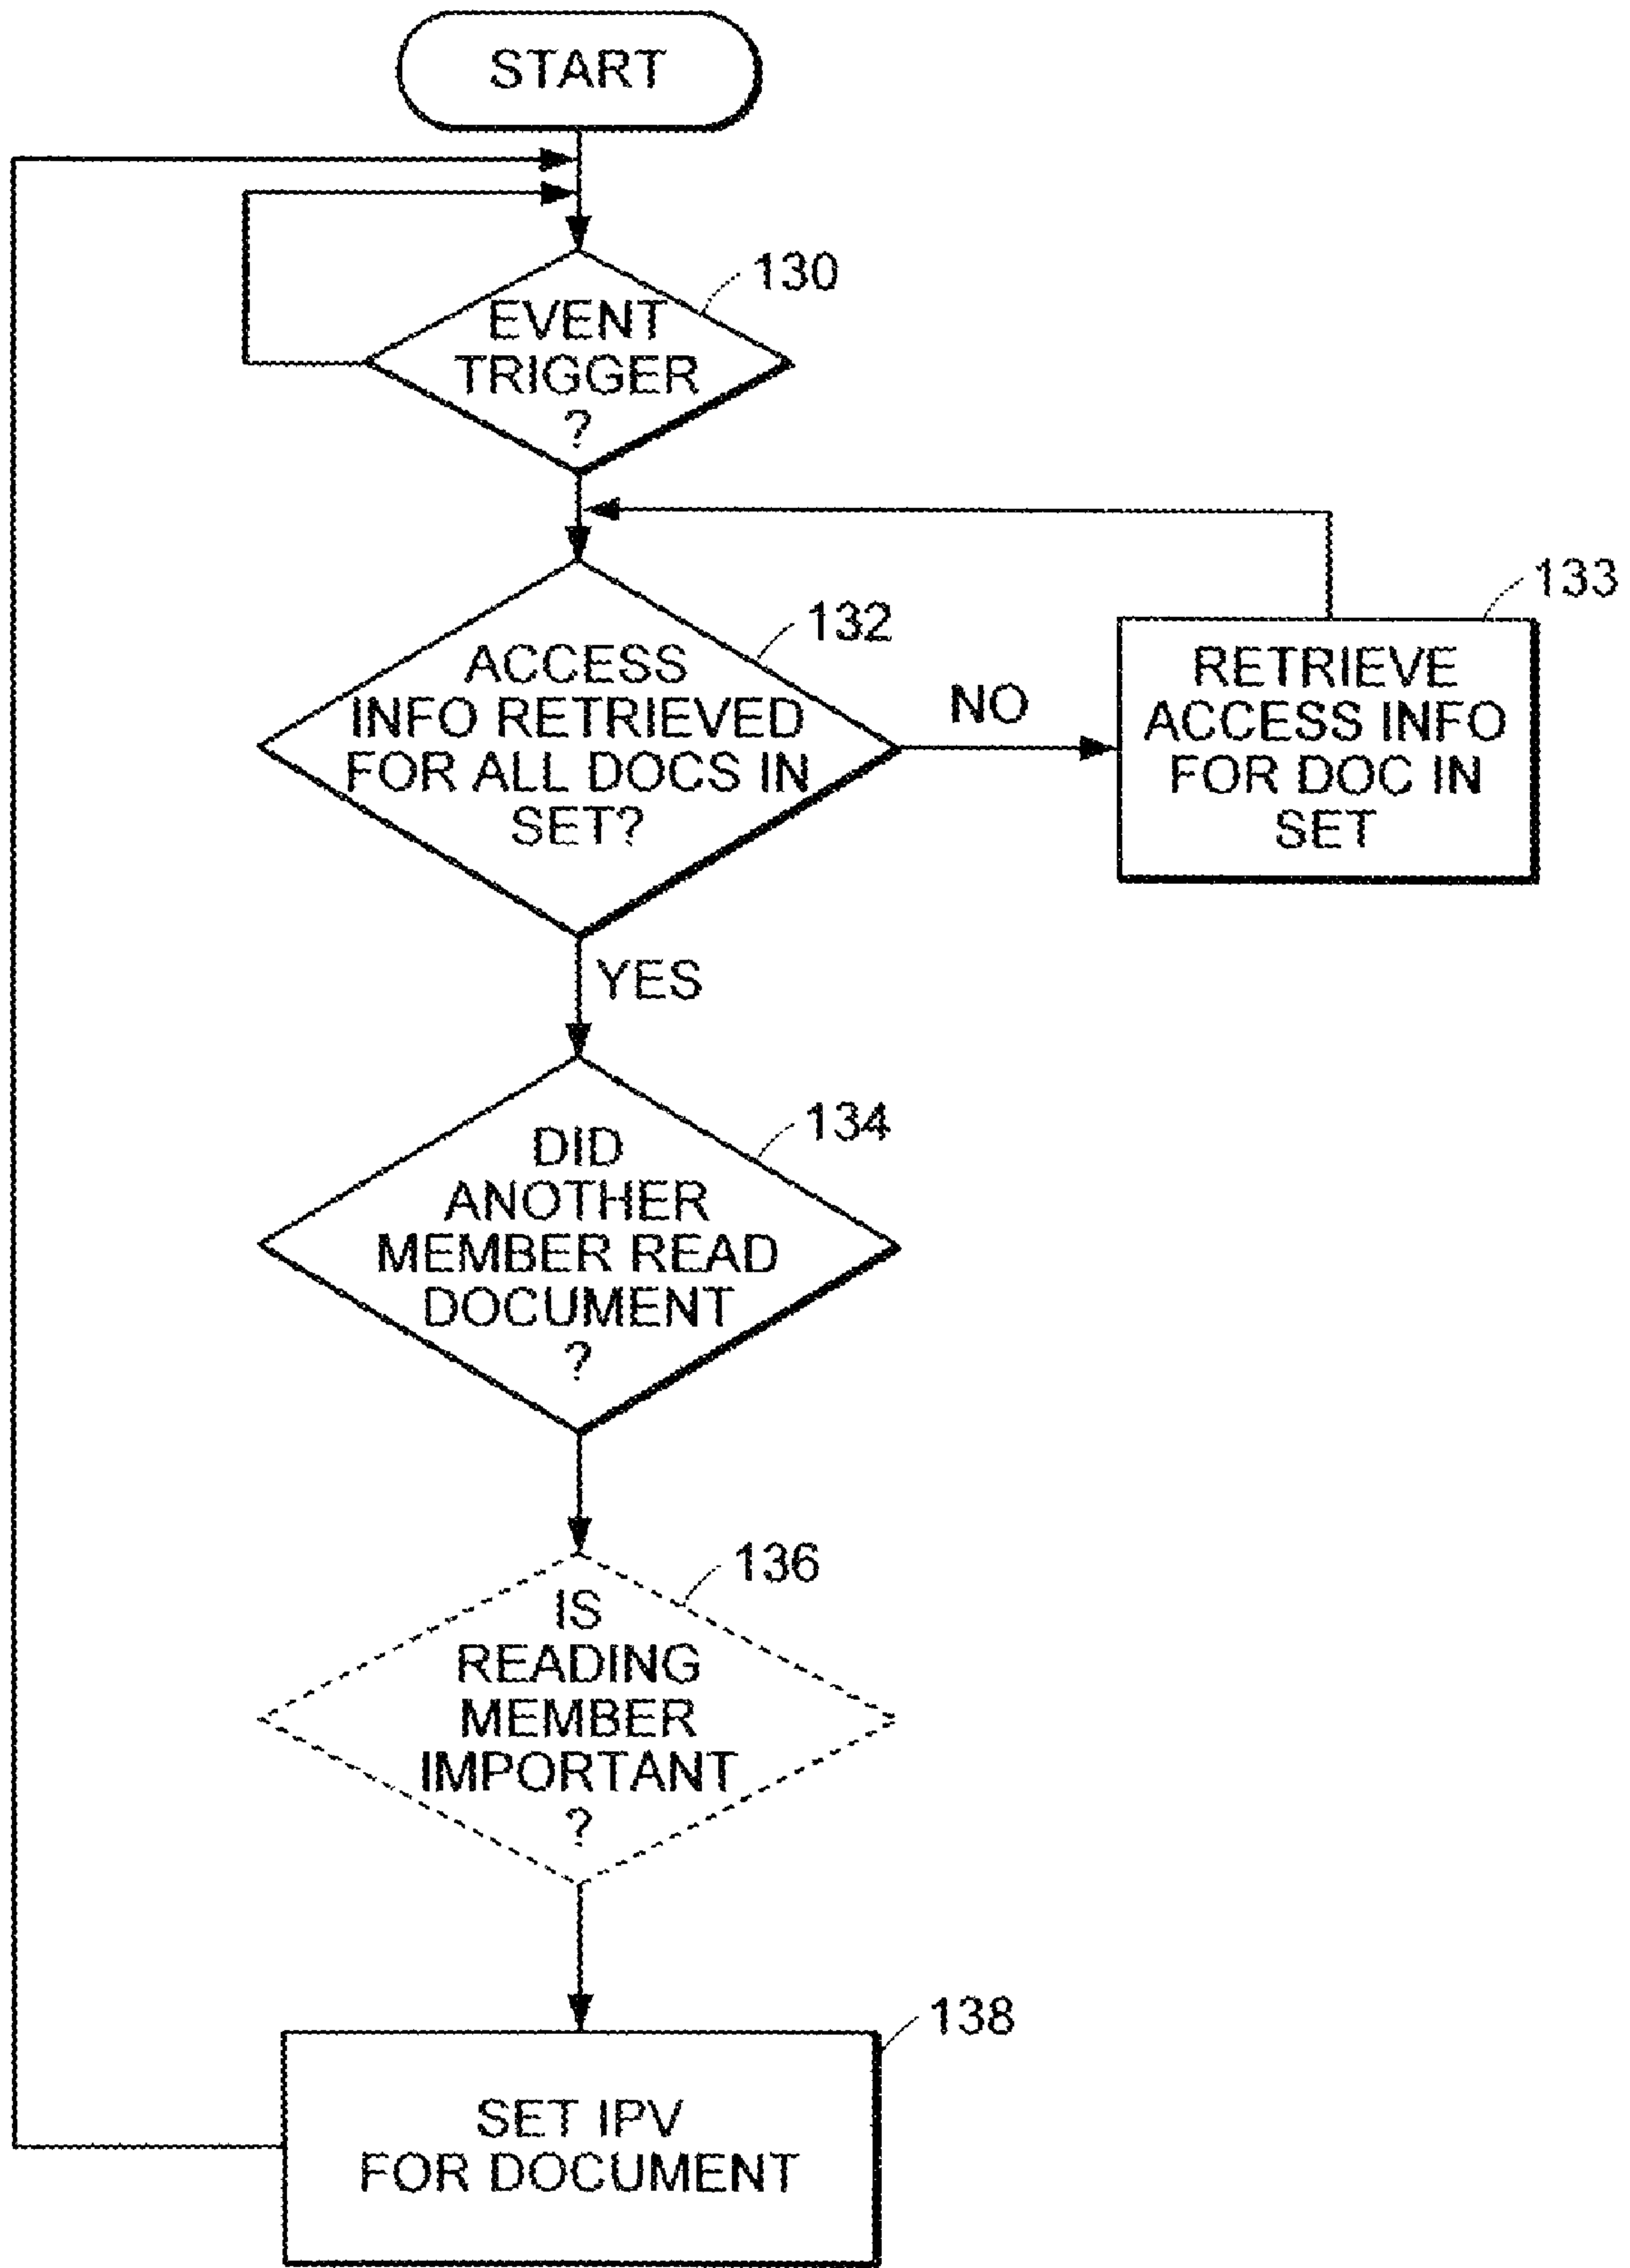 START
130
EVENT
TRIGGER
?
132
ACCESS
INFO RETRIEVED
FOR ALL DOCS IN
SET?
NO
133
RETRIEVE
ACCESS INFO
FOR DOC IN
SET
YES
134
DID
ANOTHER
MEMBER READ
DOCUMENT
?
136
IS
READING
MEMBER
IMPORTANT
?
138
SET IPV
FOR DOCUMENT